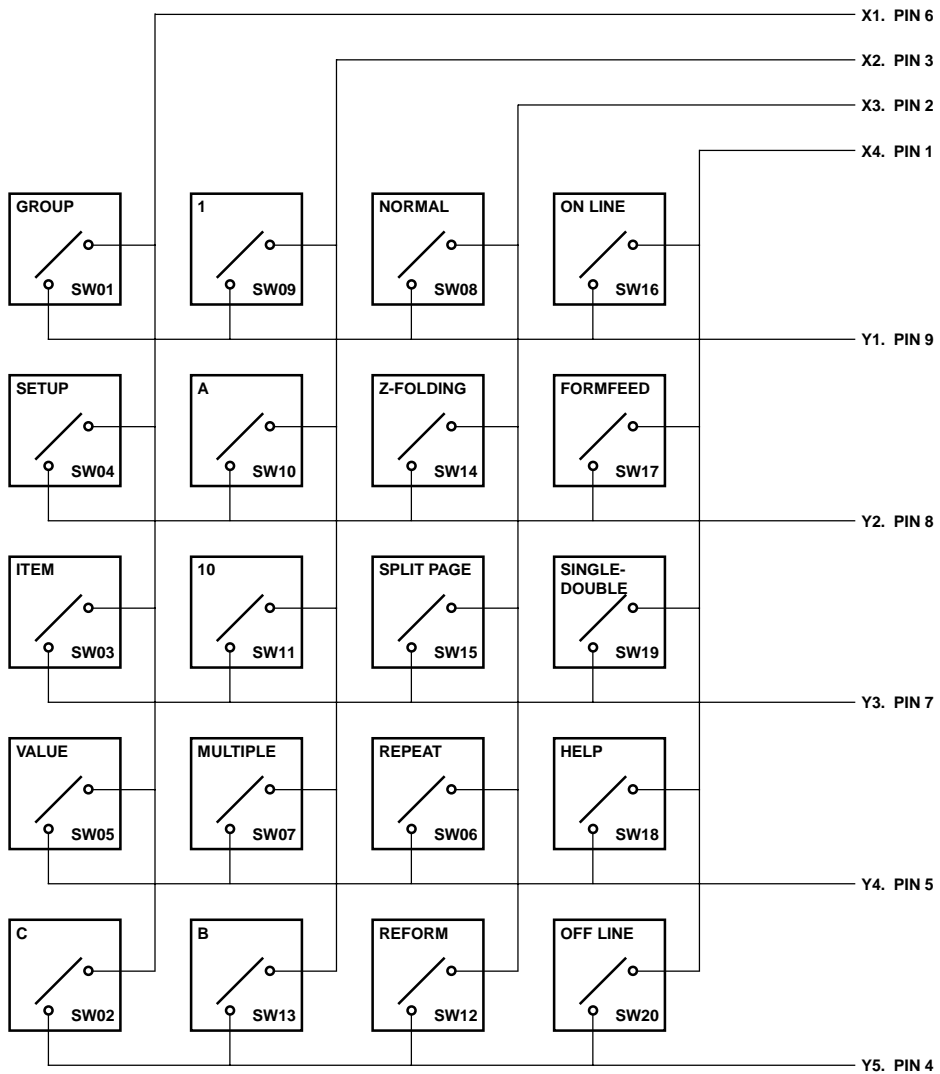 X1. PIN 6
X2. PIN 3
X3. PIN 2
X4. PIN 1
GROUP
SW01
1
SW09
NORMAL
SW08
ON LINE
SW16
Y1. PIN 9
SETUP
SW04
A
SW10
Z-FOLDING
SW14
FORMFEED
SW17
Y2. PIN 8
ITEM
SW03
10
SW11
SPLIT PAGE
SW15
SINGLE-
DOUBLE
SW19
Y3. PIN 7
VALUE
SW05
MULTIPLE
SW07
REPEAT
SW06
HELP
SW18
Y4. PIN 5
C
SW02
B
SW13
REFORM
SW12
OFF LINE
SW20
Y5. PIN 4